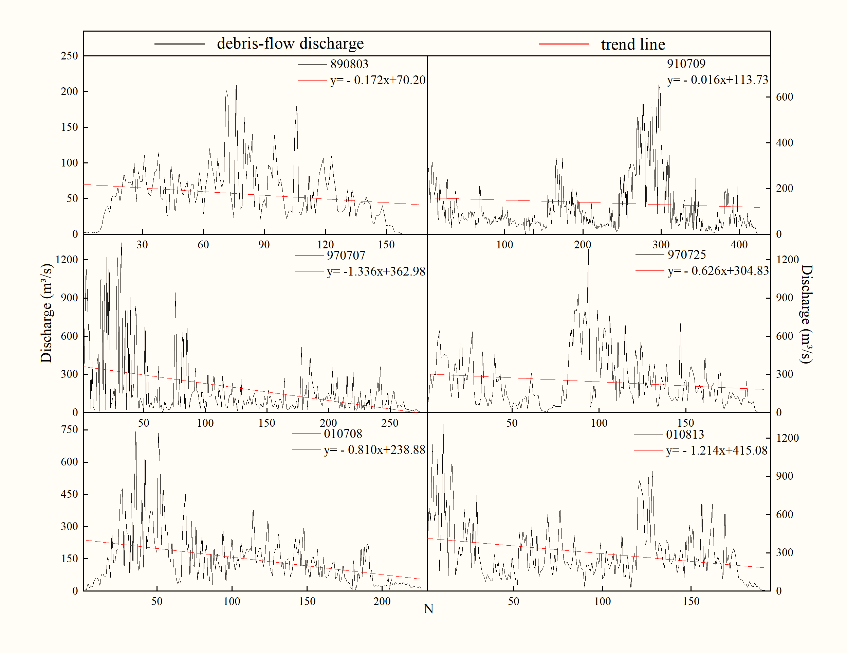 debris-flow discharge trend line
250
200
150
100
50
0
890803
y= - 0.172x+70.20
30 60 90 120 150
910709
y= - 0.016x+113.73
600
400
200
0
100 200 300 400
Discharge (m³/s)
1200
900
600
300
0
970707
y= -1.336x+362.98
50 100 150 200 250
970725
y= - 0.626x+304.83
1200
900
600
300
0
Discharge (m³/s)
50 100 150
750
600
450
300
150
0
010708
y= - 0.810x+238.88
50 100 150 200
010813
y= - 1.214x+415.08
1200
900
600
300
0
50 100 150
N